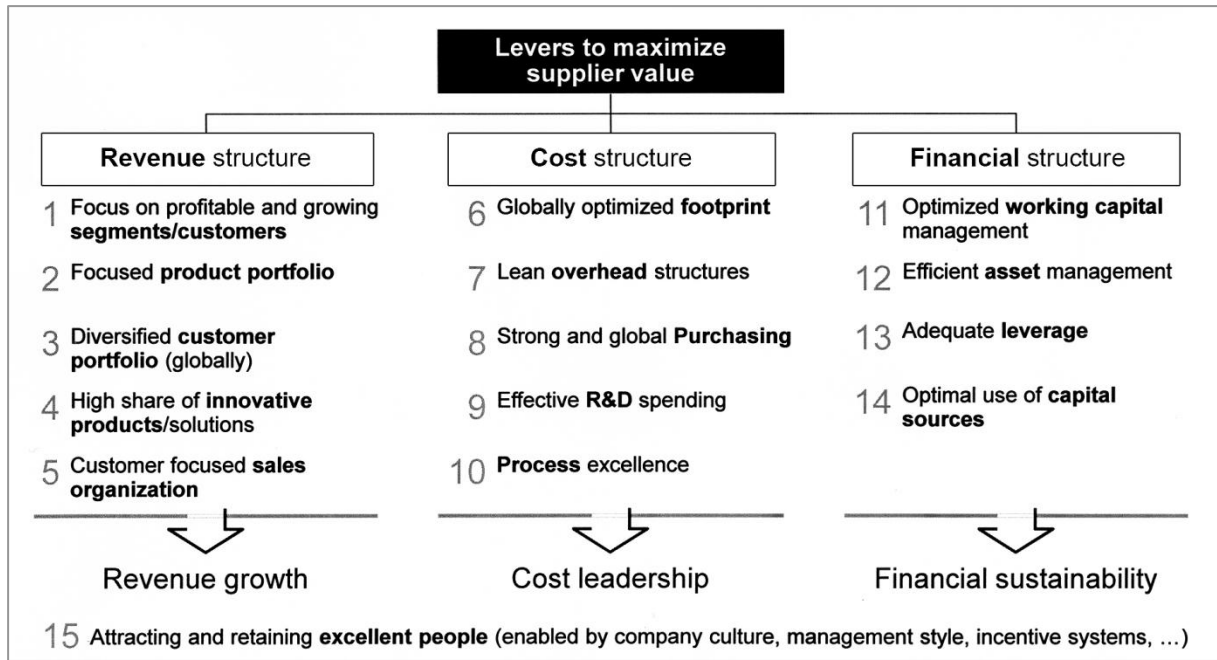 Levers to maximize
supplier value
Revenue structure
1 Focus on profitable and growing
segments/customers
2 Focused product portfolio
3 Diversified customer
portfolio (globally)
4 High share of innovative
products/solutions
5 Customer focused sales
organization
Revenue growth
Cost structure
6 Globally optimized footprint
7 Lean overhead structures
8 Strong and global Purchasing
9 Effective R&D spending
10 Process excellence
Cost leadership
Financial structure
11 Optimized working capital
management
12 Efficient asset management
13 Adequate leverage
14 Optimal use of capital
sources
Financial sustainability
15 Attracting and retaining excellent people (enabled by company culture, management style, incentive systems, …)